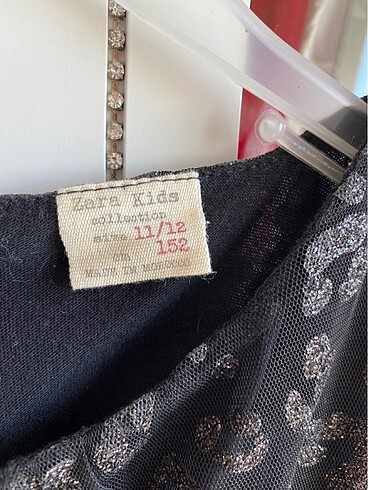 Zara Kids
collection
size 11/12
cm 152
MADE IN MOROCCO